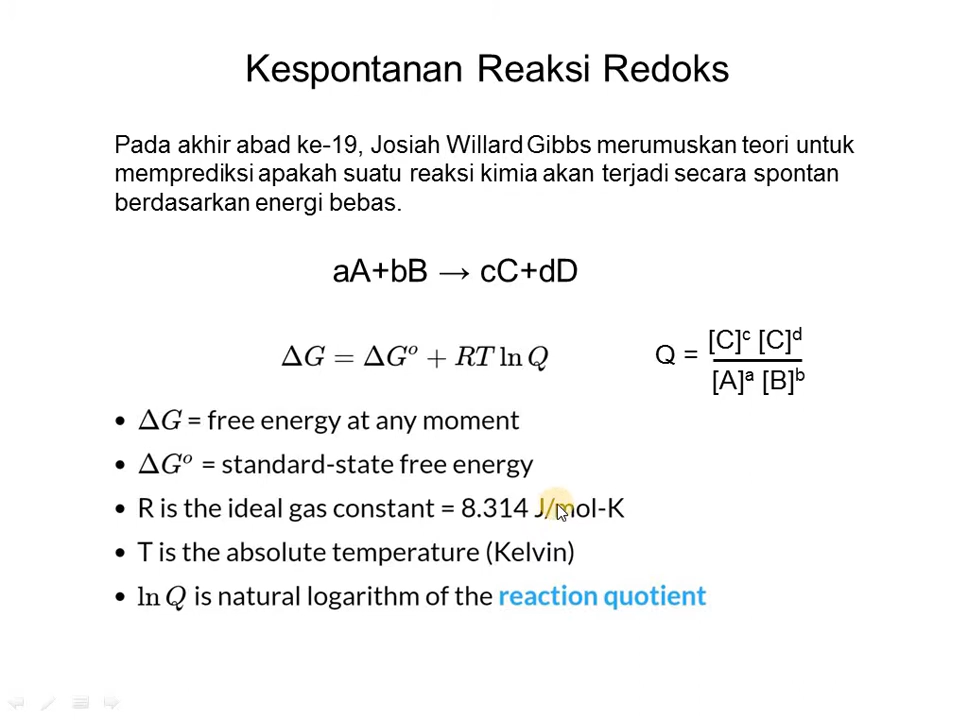 Kespontanan Reaksi Redoks
Pada akhir abad ke-19, Josiah Willard Gibbs merumuskan teori untuk
memprediksi apakah suatu reaksi kimia akan terjadi secara spontan
berdasarkan energi bebas.
aA+bB → cC+dD
ΔG = ΔGᵒ + RT ln Q
Q = [C]ᶜ [C]ᵈ
[A]ᵃ [B]ᵇ
• ΔG = free energy at any moment
• ΔGᵒ = standard-state free energy
• R is the ideal gas constant = 8.314 J/mol-K
• T is the absolute temperature (Kelvin)
• ln Q is natural logarithm of the reaction quotient